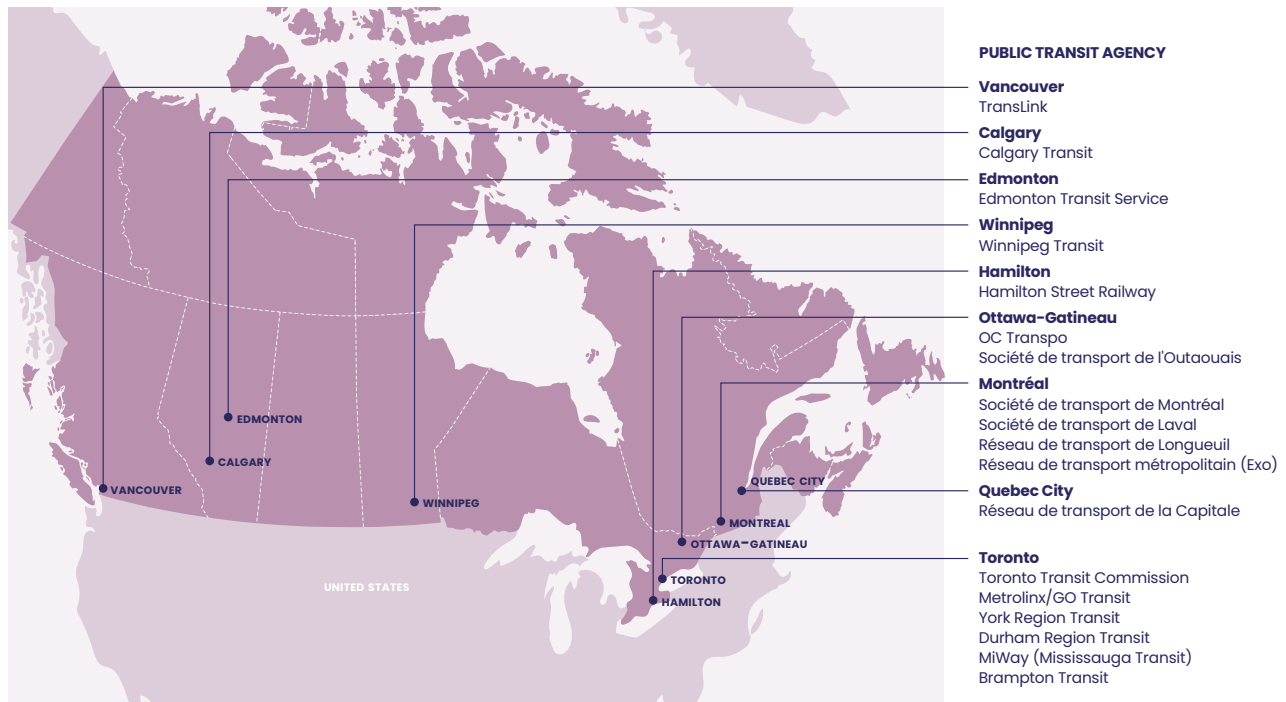 PUBLIC TRANSIT AGENCY
Vancouver
TransLink
Calgary
Calgary Transit
Edmonton
Edmonton Transit Service
Winnipeg
Winnipeg Transit
Hamilton
Hamilton Street Railway
Ottawa-Gatineau
OC Transpo
Société de transport de l'Outaouais
Montréal
Société de transport de Montréal
Société de transport de Laval
Réseau de transport de Longueuil
Réseau de transport métropolitain (Exo)
Quebec City
Réseau de transport de la Capitale
Toronto
Toronto Transit Commission
Metrolinx/GO Transit
York Region Transit
Durham Region Transit
MiWay (Mississauga Transit)
Brampton Transit
EDMONTON
CALGARY
VANCOUVER
WINNIPEG
QUEBEC CITY
MONTREAL
OTTAWA-GATINEAU
TORONTO
HAMILTON
UNITED STATES